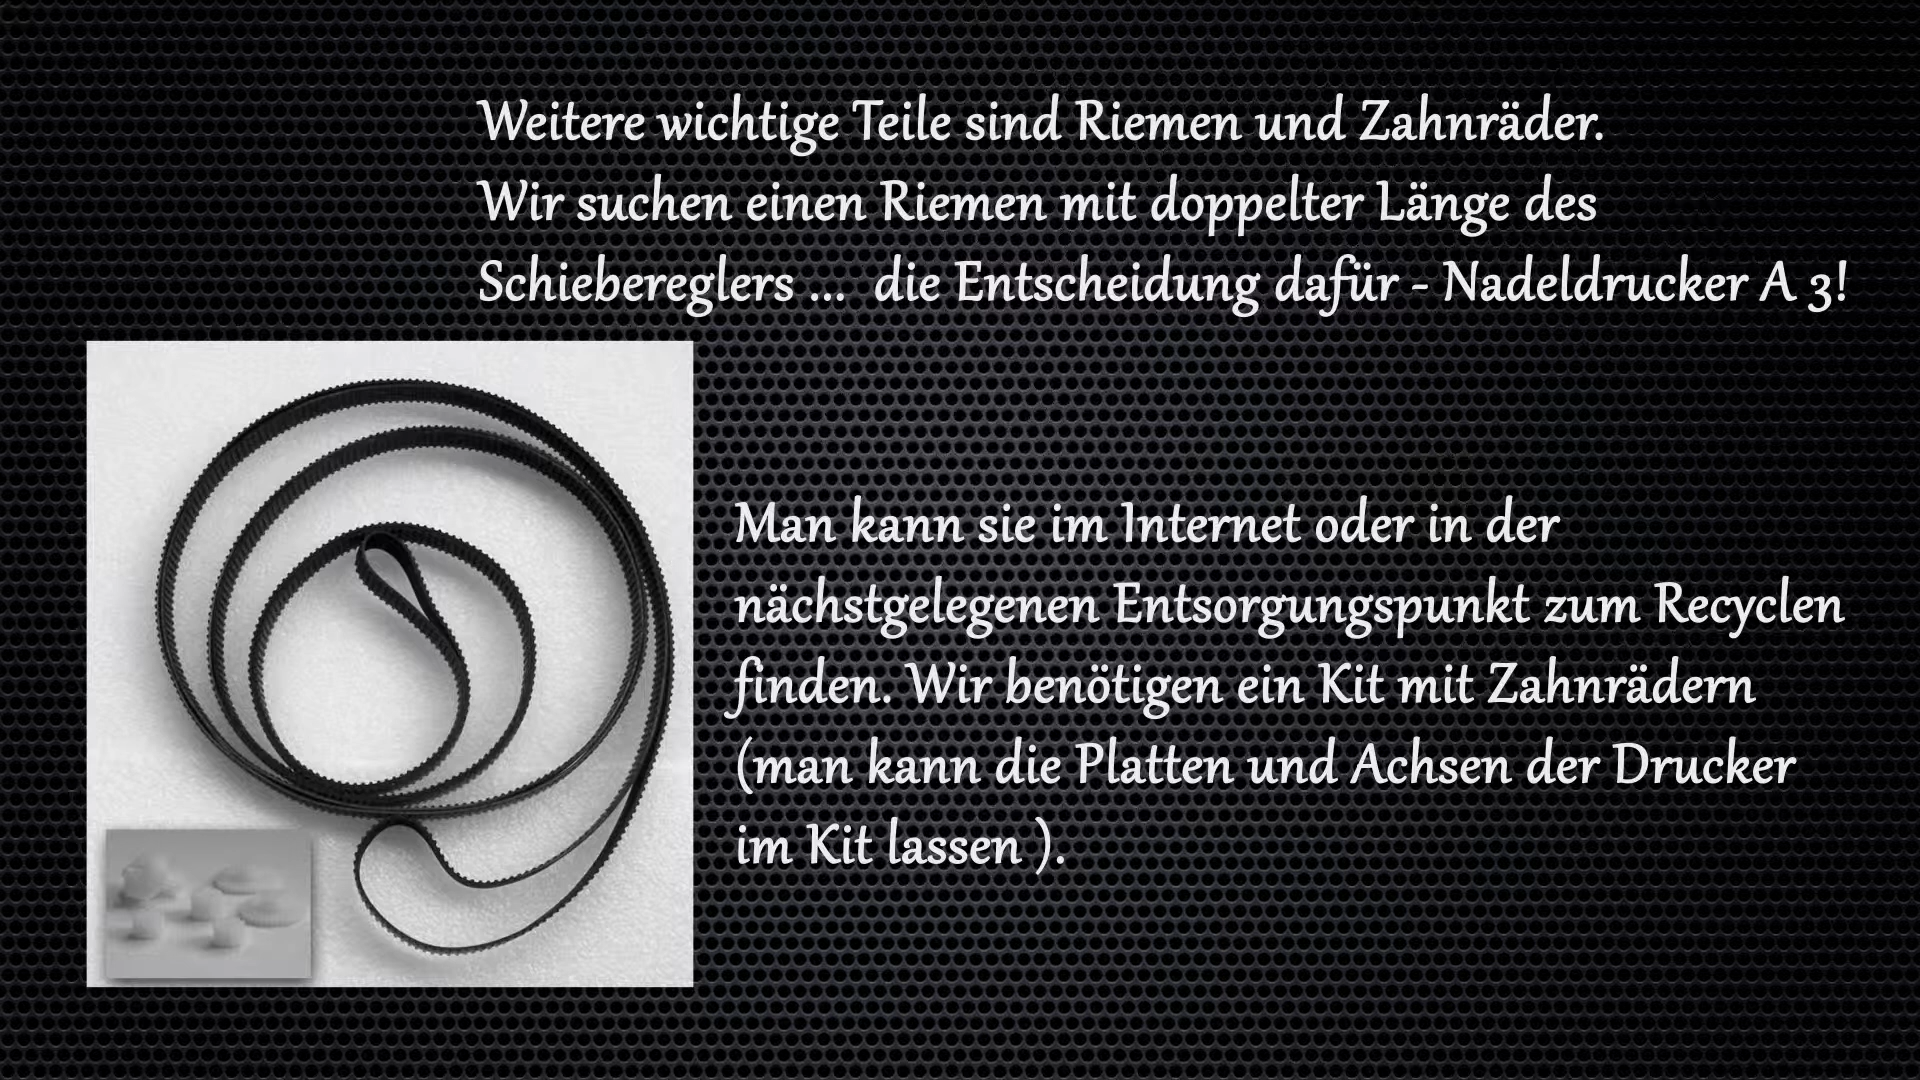 Weitere wichtige Teile sind Riemen und Zahnräder.
Wir suchen einen Riemen mit doppelter Länge des
Schiebereglers ... die Entscheidung dafür - Nadeldrucker A 3!
Man kann sie im Internet oder in der
nächstgelegenen Entsorgungspunkt zum Recyclen
finden. Wir benötigen ein Kit mit Zahnrädern
(man kann die Platten und Achsen der Drucker
im Kit lassen ).